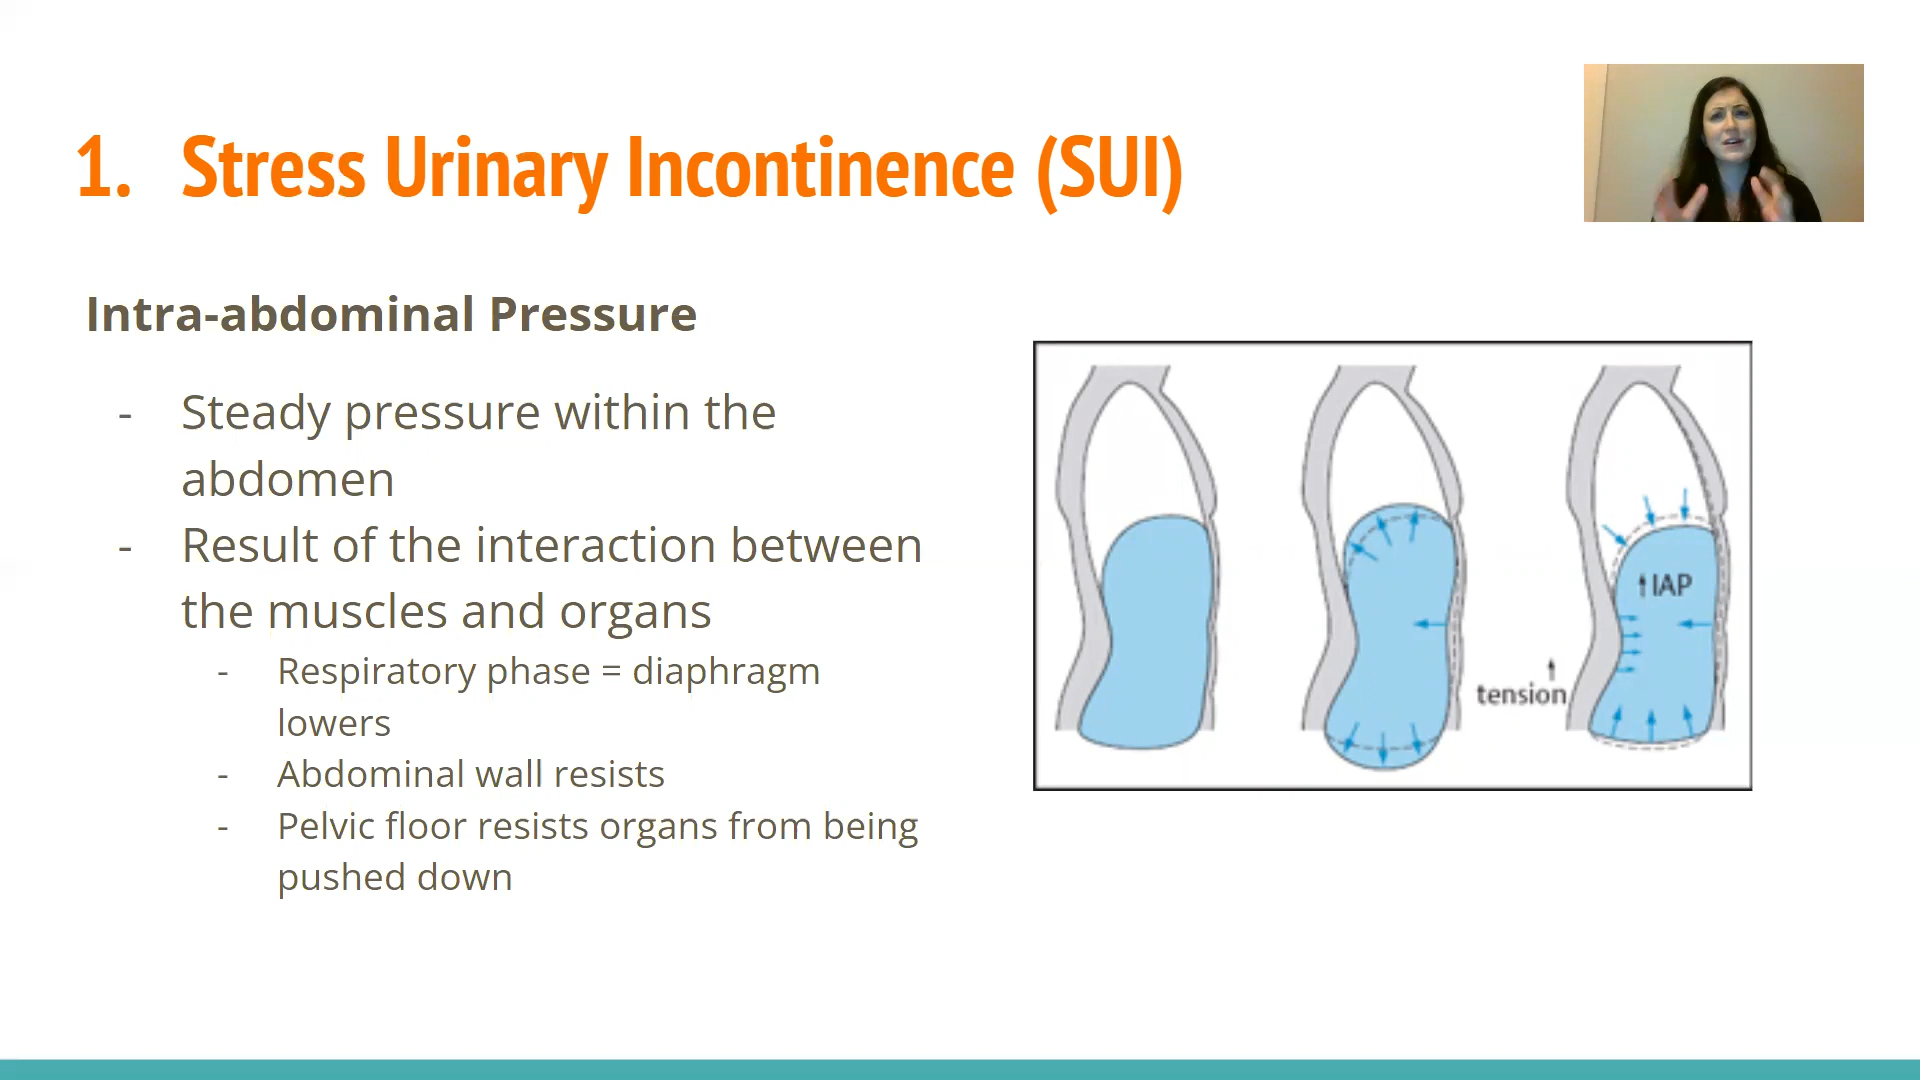 1. Stress Urinary Incontinence (SUI)
Intra-abdominal Pressure
- Steady pressure within the
abdomen
- Result of the interaction between
the muscles and organs
- Respiratory phase = diaphragm
lowers
- Abdominal wall resists
- Pelvic floor resists organs from being
pushed down
↑IAP
↑
tension